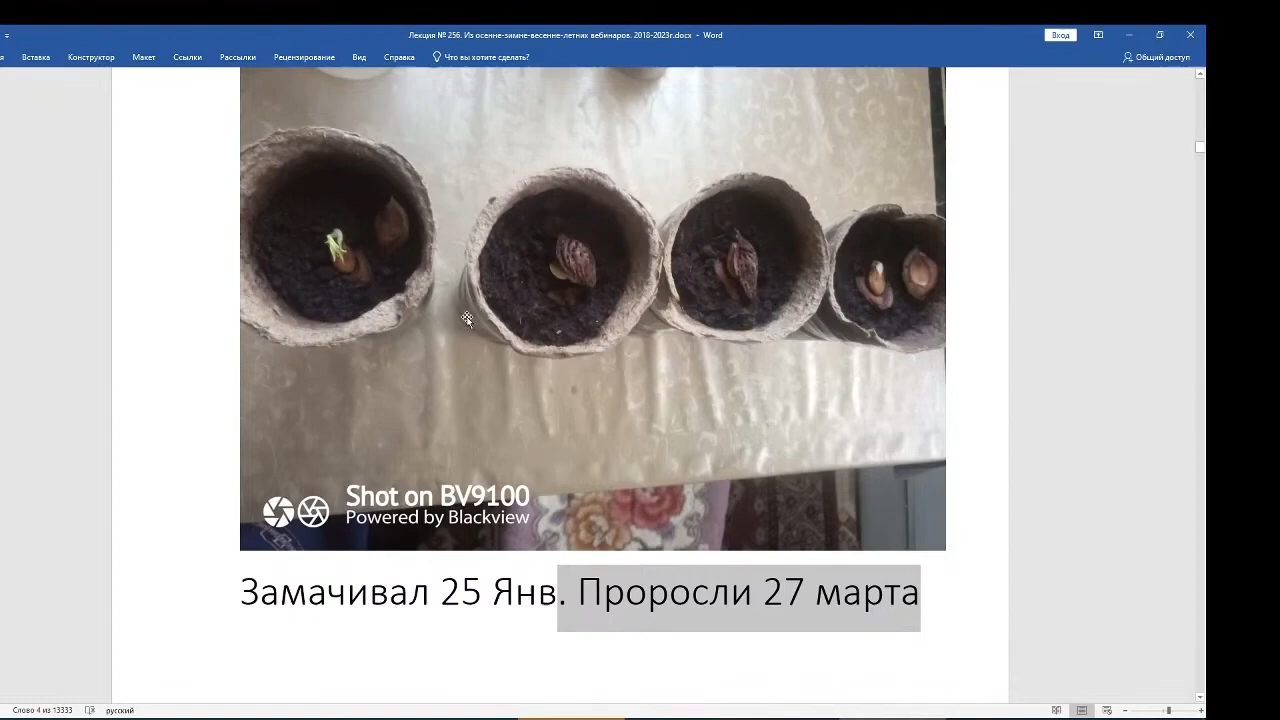 Лекция № 256. Из осенне-зимне-весенне-летних вебинаров. 2018-2023г.docx - Word
Вход
я Вставка Конструктор Макет Ссылки Рассылки Рецензирование Вид Справка Что вы хотите сделать? Общий доступ
Shot on BV9100
Powered by Blackview
Замачивал 25 Янв. Проросли 27 марта
Слово 4 из 13333 русский